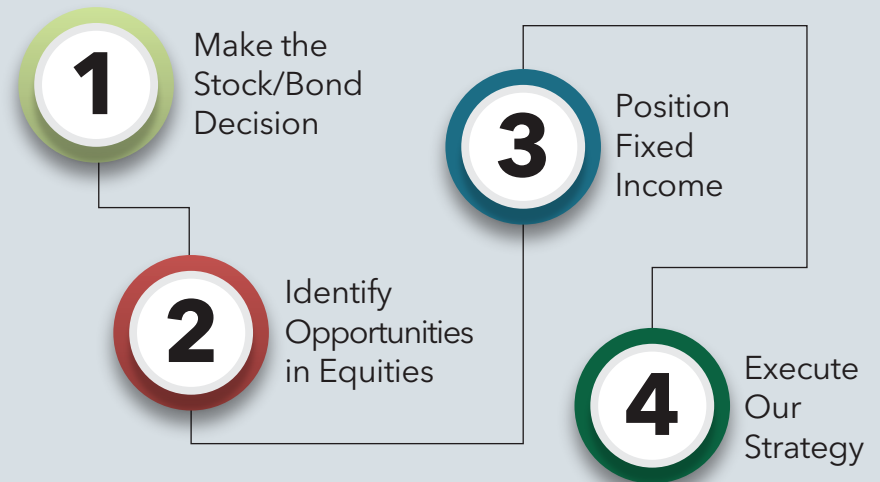 1
Make the
Stock/Bond
Decision
2
Identify
Opportunities
in Equities
3
Position
Fixed
Income
4
Execute
Our
Strategy